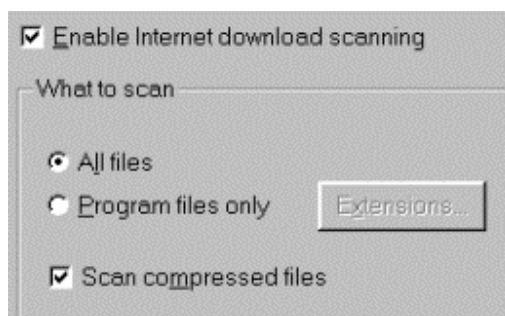 Enable Internet download scanning
What to scan
All files
Program files only
Extensions...
Scan compressed files